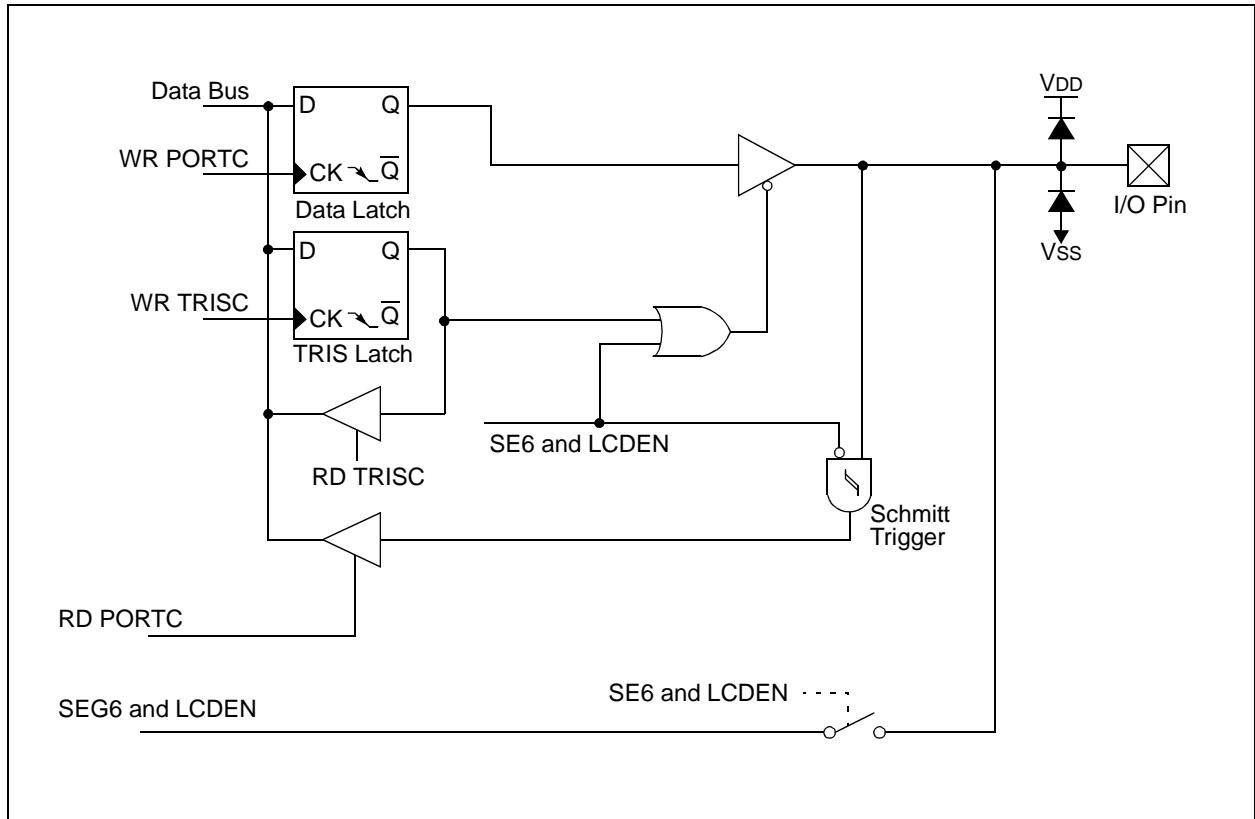 Data Bus
D Q
WR PORTC
CK Q̅
Data Latch
VDD
I/O Pin
VSS
D Q
WR TRISC
CK Q̅
TRIS Latch
SE6 and LCDEN
RD TRISC
Schmitt
Trigger
RD PORTC
SE6 and LCDEN
SEG6 and LCDEN